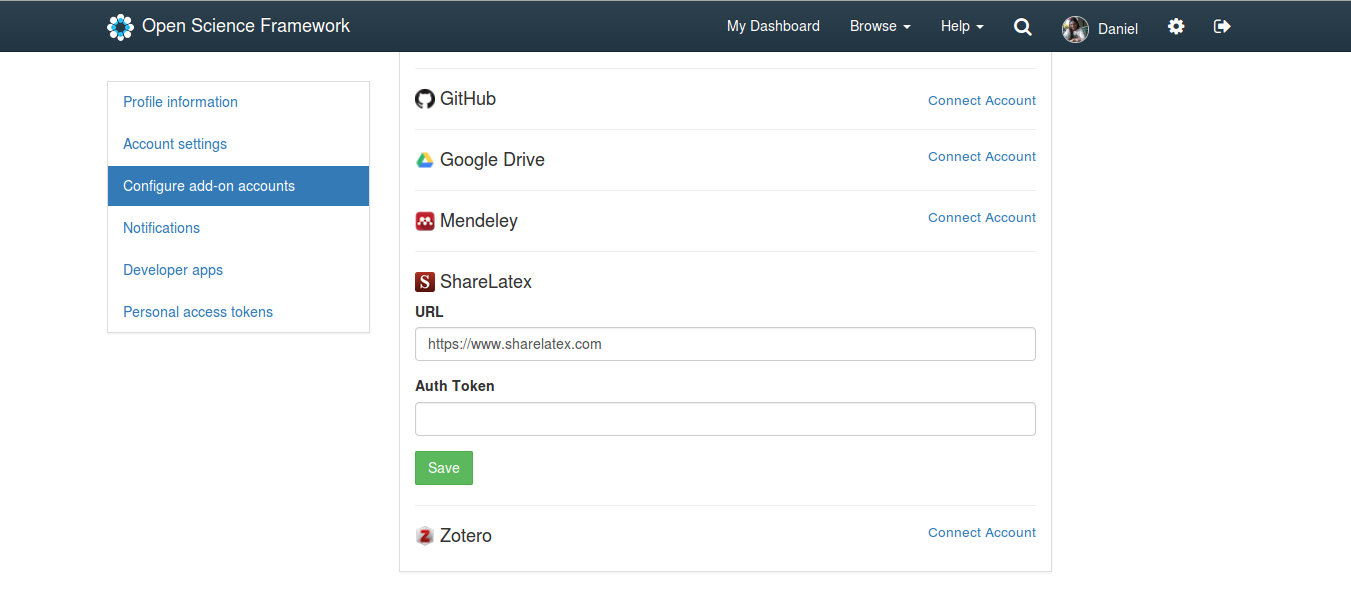 Open Science Framework
My Dashboard Browse Help Daniel
Profile information
Account settings
Configure add-on accounts
Notifications
Developer apps
Personal access tokens
GitHub Connect Account
Google Drive Connect Account
Mendeley Connect Account
S ShareLatex
URL
https://www.sharelatex.com
Auth Token
Save
Z Zotero Connect Account